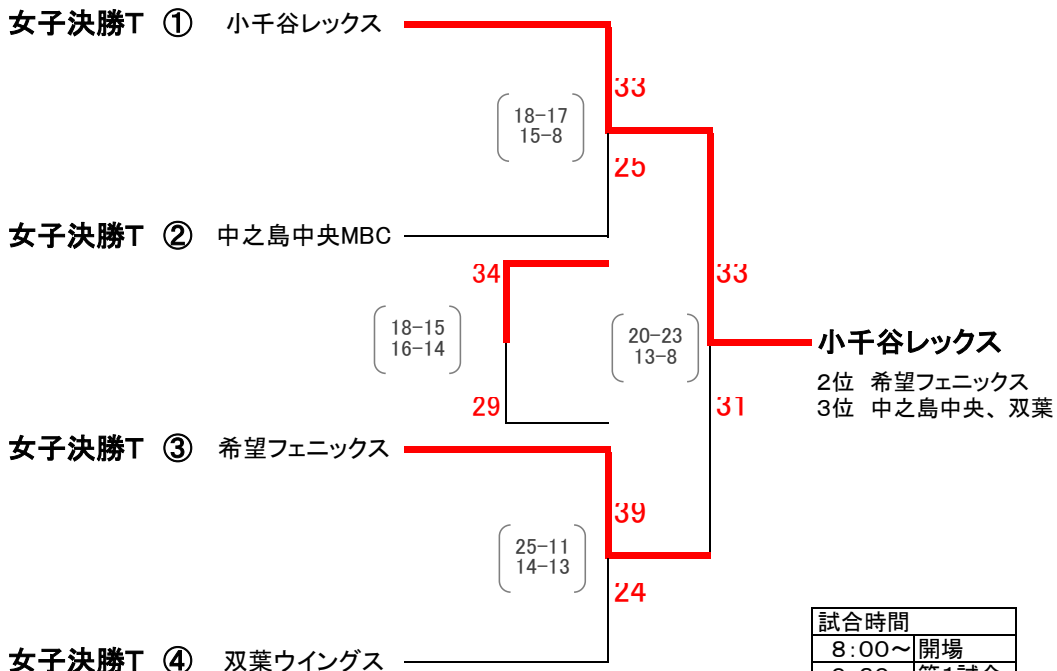 女子決勝T ① 小千谷レックス
33
18-17
15-8
25
女子決勝T ② 中之島中央MBC
34
33
18-15
16-14
20-23
13-8
小千谷レックス
2位 希望フェニックス
3位 中之島中央、双葉
29
31
女子決勝T ③ 希望フェニックス
39
25-11
14-13
24
試合時間
8:00~ 開場
女子決勝T ④ 双葉ウイングス